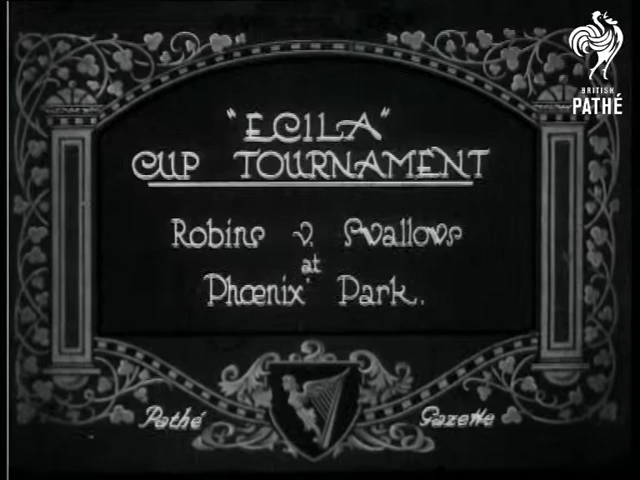 BRITISH
PATHÉ
"ECILA"
CUP TOURNAMENT
Robins v. Swallows
at
Phœnix Park.
Pathé Gazette